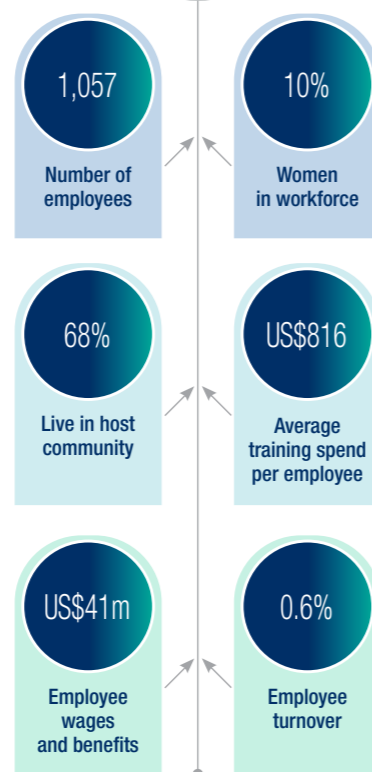 1,057
Number of
employees
10%
Women
in workforce
68%
Live in host
community
US$816
Average
training spend
per employee
US$41m
Employee
wages
and benefits
0.6%
Employee
turnover